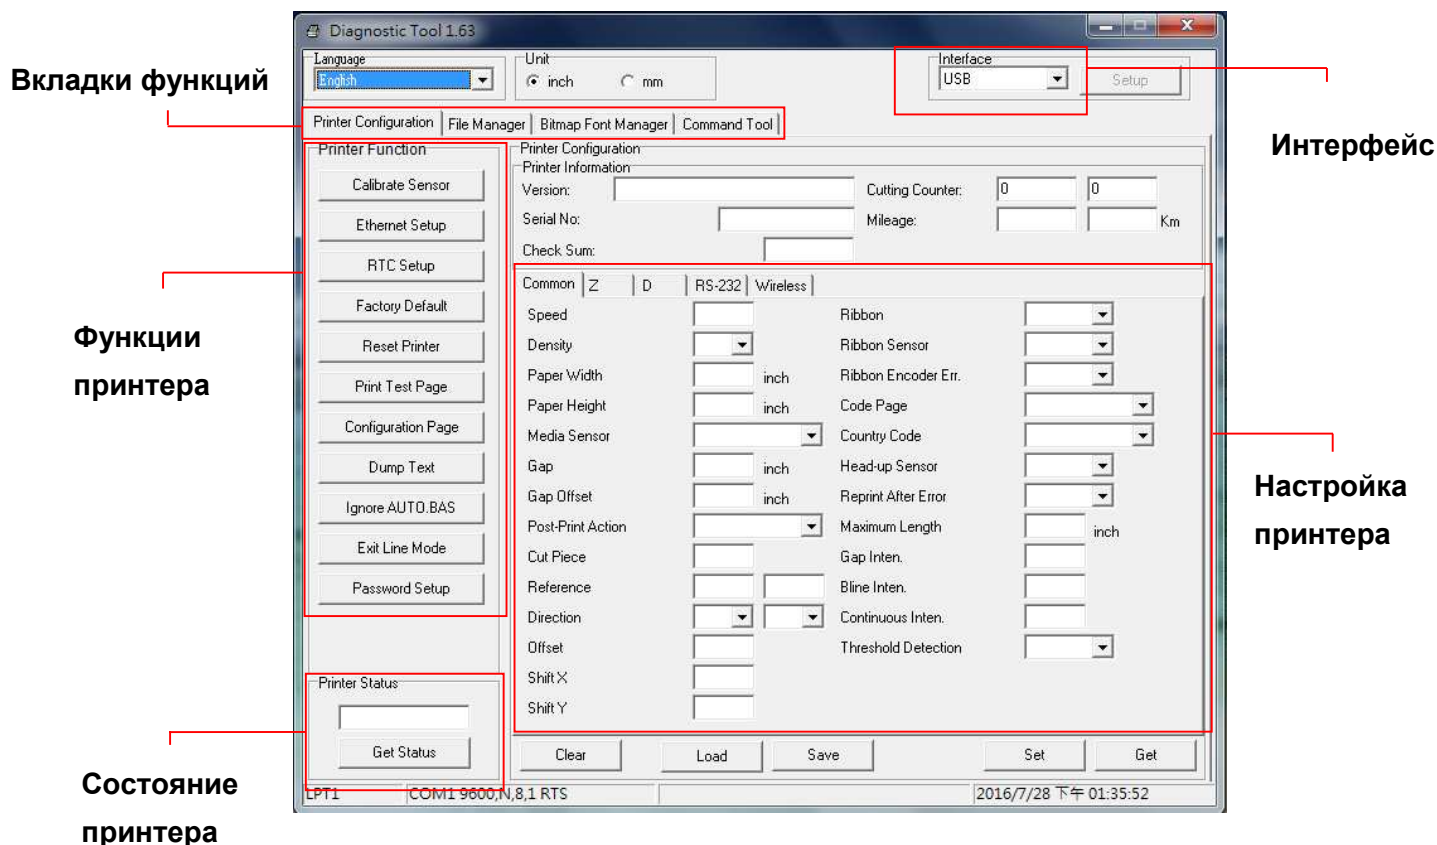 Diagnostic Tool 1.63
Language
English
Unit
inch
mm
Interface
USB
Setup
Вкладки функций
Интерфейс
Printer Configuration
File Manager
Bitmap Font Manager
Command Tool
Printer Function
Calibrate Sensor
Ethernet Setup
RTC Setup
Factory Default
Reset Printer
Print Test Page
Configuration Page
Dump Text
Ignore AUTO.BAS
Exit Line Mode
Password Setup
Функции
принтера
Printer Configuration
Printer Information
Version:
Cutting Counter:
0
0
Serial No:
Mileage:
Km
Check Sum:
Common
Z
D
RS-232
Wireless
Speed
Ribbon
Density
Ribbon Sensor
Paper Width
inch
Ribbon Encoder Err.
Paper Height
inch
Code Page
Media Sensor
Country Code
Gap
inch
Head-up Sensor
Gap Offset
inch
Reprint After Error
Post-Print Action
Maximum Length
inch
Cut Piece
Gap Inten.
Reference
Bline Inten.
Direction
Continuous Inten.
Offset
Threshold Detection
Shift X
Shift Y
Настройка
принтера
Printer Status
Get Status
Состояние
принтера
Clear
Load
Save
Set
Get
LPT1
COM1 9600,N,8,1 RTS
2016/7/28 下午 01:35:52